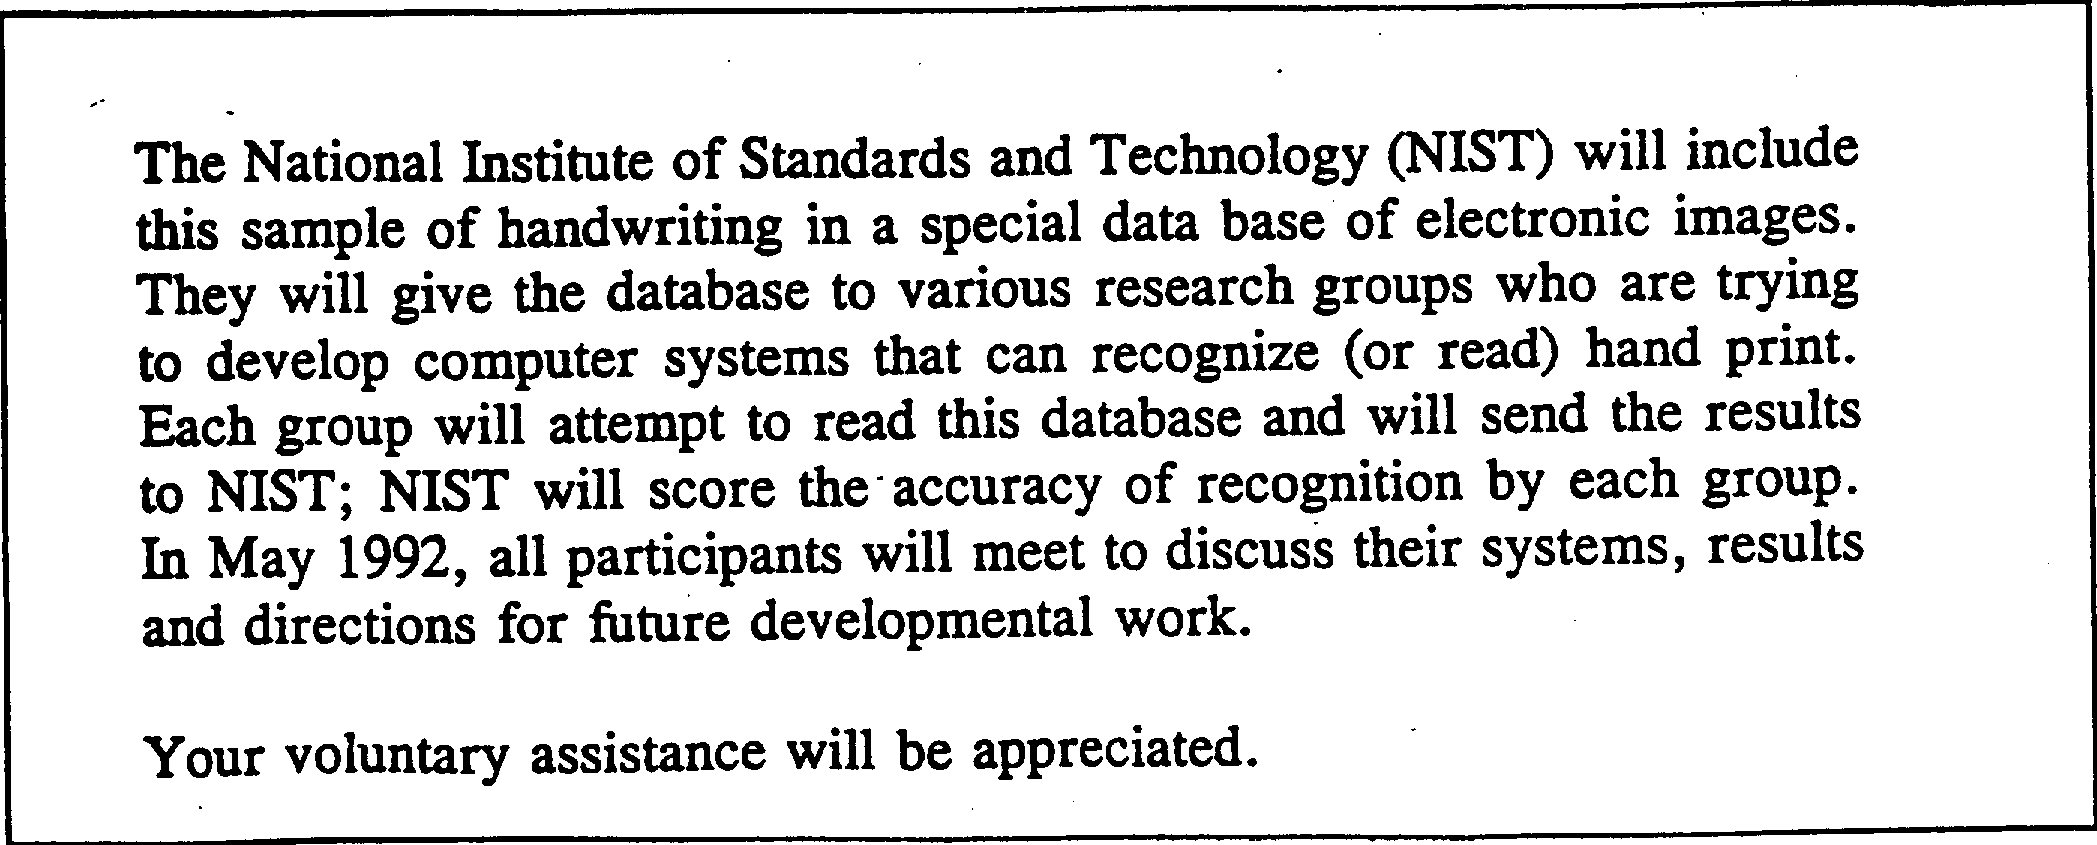 The National Institute of Standards and Technology (NIST) will include
this sample of handwriting in a special data base of electronic images.
They will give the database to various research groups who are trying
to develop computer systems that can recognize (or read) hand print.
Each group will attempt to read this database and will send the results
to NIST; NIST will score the accuracy of recognition by each group.
In May 1992, all participants will meet to discuss their systems, results
and directions for future developmental work.
Your voluntary assistance will be appreciated.